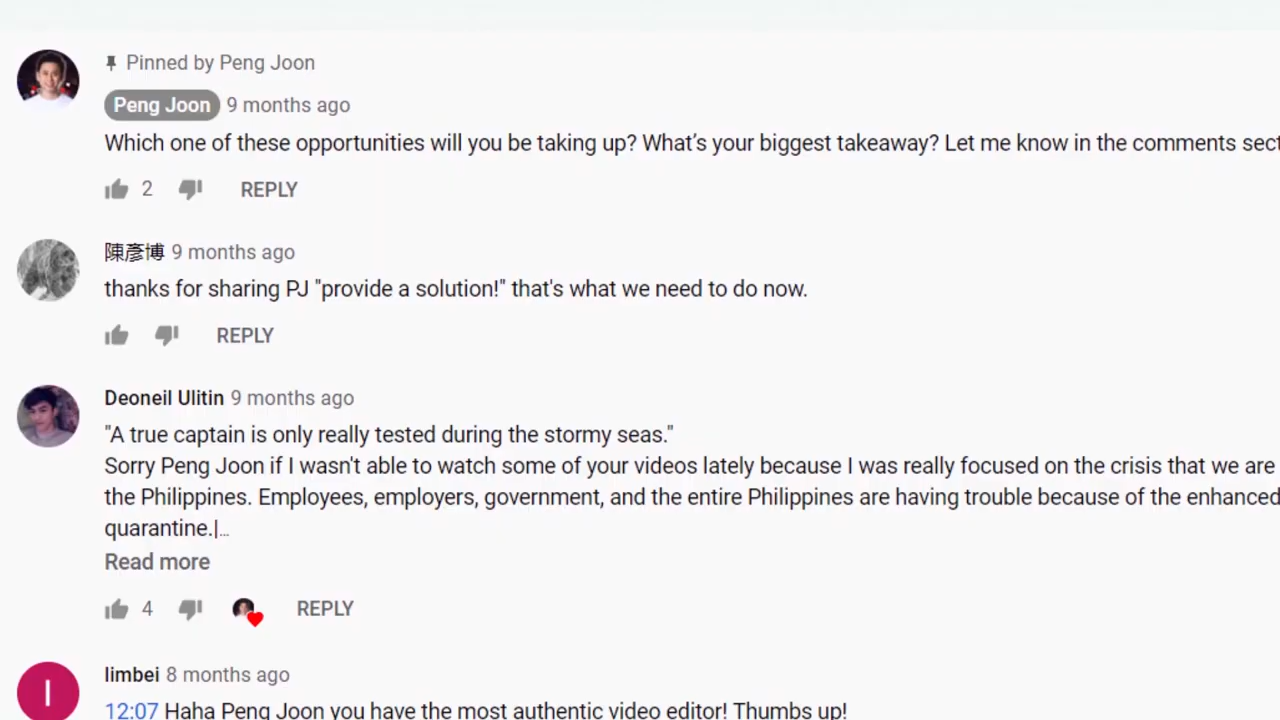 Pinned by Peng Joon
Peng Joon 9 months ago
Which one of these opportunities will you be taking up? What's your biggest takeaway? Let me know in the comments sect
2 REPLY
陳彥博 9 months ago
thanks for sharing PJ "provide a solution!" that's what we need to do now.
REPLY
Deoneil Ulitin 9 months ago
"A true captain is only really tested during the stormy seas."
Sorry Peng Joon if I wasn't able to watch some of your videos lately because I was really focused on the crisis that we are
the Philippines. Employees, employers, government, and the entire Philippines are having trouble because of the enhanced
quarantine.|...
Read more
4 REPLY
limbei 8 months ago
l
12:07 Haha Peng Joon you have the most authentic video editor! Thumbs up!